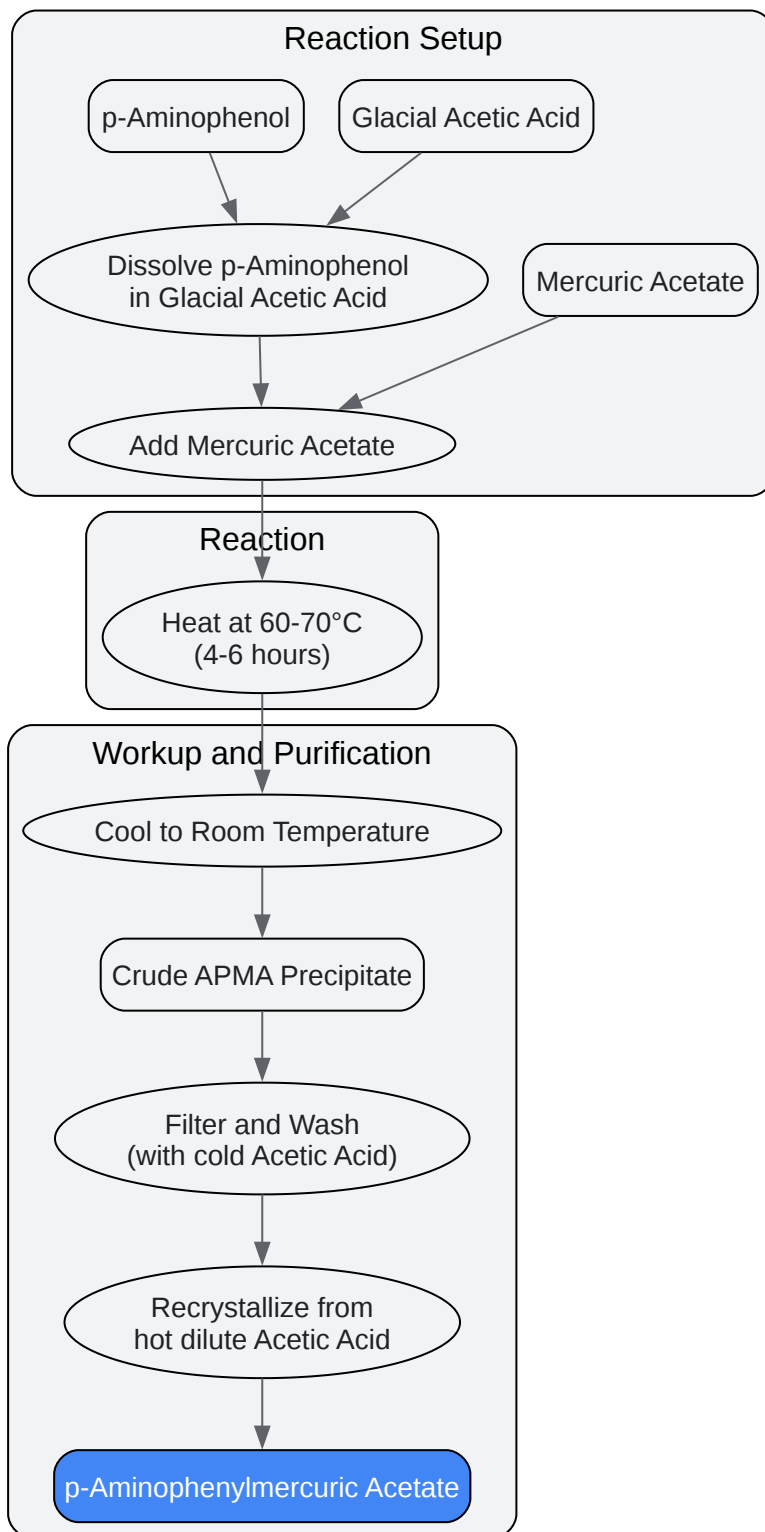 Reaction Setup
p-Aminophenol
Glacial Acetic Acid
Dissolve p-Aminophenol
in Glacial Acetic Acid
Mercuric Acetate
Add Mercuric Acetate
Reaction
Heat at 60-70°C
(4-6 hours)
Workup and Purification
Cool to Room Temperature
Crude APMA Precipitate
Filter and Wash
(with cold Acetic Acid)
Recrystallize from
hot dilute Acetic Acid
p-Aminophenylmercuric Acetate